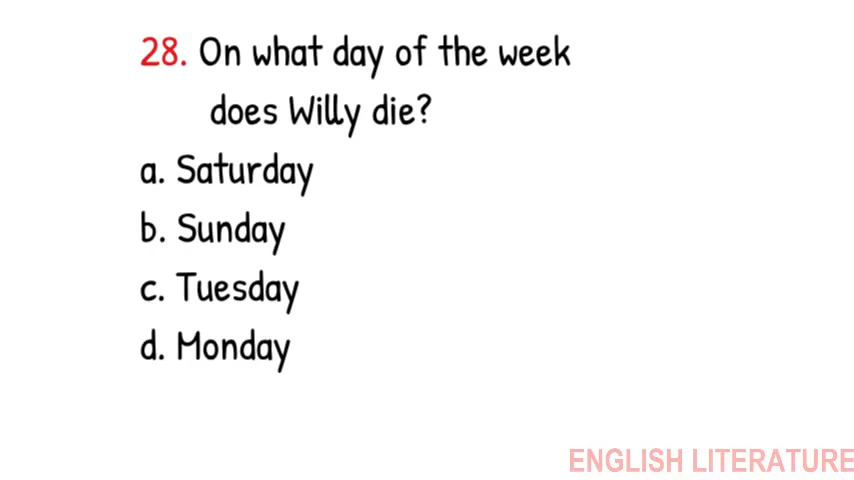 28. On what day of the week
does Willy die?
a. Saturday
b. Sunday
c. Tuesday
d. Monday
ENGLISH LITERATURE